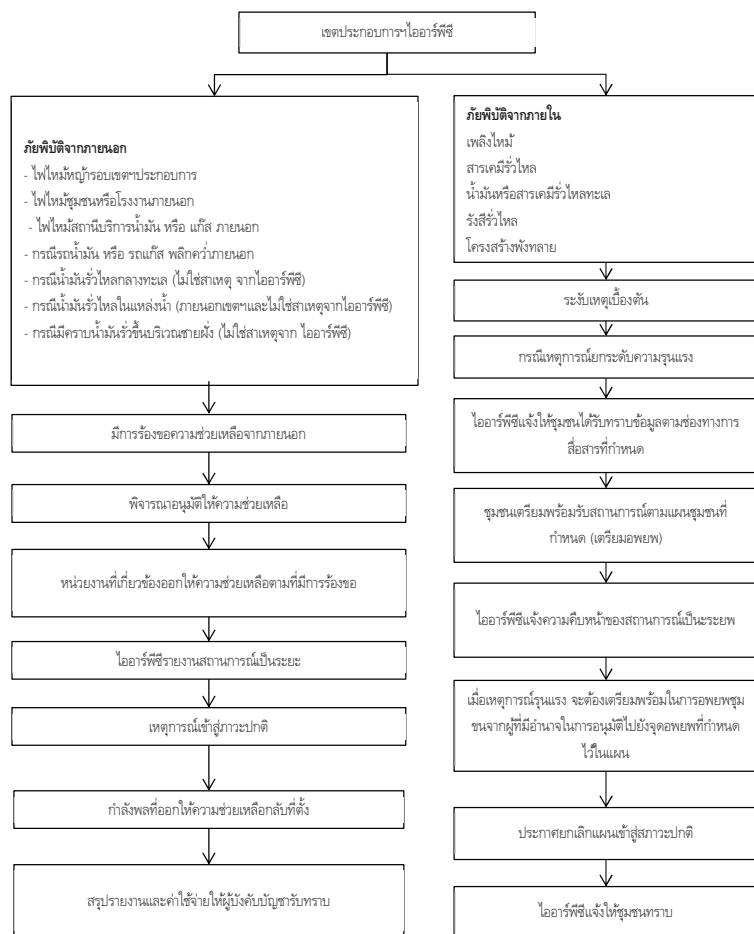 เขตประกอบการฯไออาร์พีซี
ภัยพิบัติจากภายนอก
- ไฟไหม้หญ้ารอบเขตฯประกอบการ
- ไฟไหม้ชุมชนหรือโรงงานภายนอก
- ไฟไหม้สถานีบริการน้ำมัน หรือ แก๊ส ภายนอก
- กรณีรถน้ำมัน หรือ รถแก๊ส พลิกคว่ำภายนอก
- กรณีน้ำมันรั่วไหลกลางทะเล (ไม่ใช่สาเหตุ จากไออาร์พีซี)
- กรณีน้ำมันรั่วไหลในแหล่งน้ำ (ภายนอกเขตฯและไม่ใช่สาเหตุจากไออาร์พีซี)
- กรณีมีคราบน้ำมันรั่วขึ้นบริเวณชายฝั่ง (ไม่ใช่สาเหตุจาก ไออาร์พีซี)
มีการร้องขอความช่วยเหลือจากภายนอก
พิจารณาอนุมัติให้ความช่วยเหลือ
หน่วยงานที่เกี่ยวข้องออกให้ความช่วยเหลือตามที่มีการร้องขอ
ไออาร์พีซีรายงานสถานการณ์เป็นระยะ
เหตุการณ์เข้าสู่ภาวะปกติ
กำลังพลที่ออกให้ความช่วยเหลือกลับที่ตั้ง
สรุปรายงานและค่าใช้จ่ายให้ผู้บังคับบัญชารับทราบ
ภัยพิบัติจากภายใน
เพลิงไหม้
สารเคมีรั่วไหล
น้ำมันหรือสารเคมีรั่วไหลทะเล
รังสีรั่วไหล
โครงสร้างพังทลาย
ระงับเหตุเบื้องต้น
กรณีเหตุการณ์ยกระดับความรุนแรง
ไออาร์พีซีแจ้งให้ชุมชนได้รับทราบข้อมูลตามช่องทางการ
สื่อสารที่กำหนด
ชุมชนเตรียมพร้อมรับสถานการณ์ตามแผนชุมชนที่
กำหนด (เตรียมอพยพ)
ไออาร์พีซีแจ้งความคืบหน้าของสถานการณ์เป็นะระยพ
เมื่อเหตุการณ์รุนแรง จะต้องเตรียมพร้อมในการอพยพชุม
ชนจากผู้ที่มีอำนาจในการอนุมัติไปยังจุดอพยพที่กำหนด
ไว้ในแผน
ประกาศยกเลิกแผนเข้าสู่สภาวะปกติ
ไออาร์พีซีแจ้งให้ชุมชนทราบ